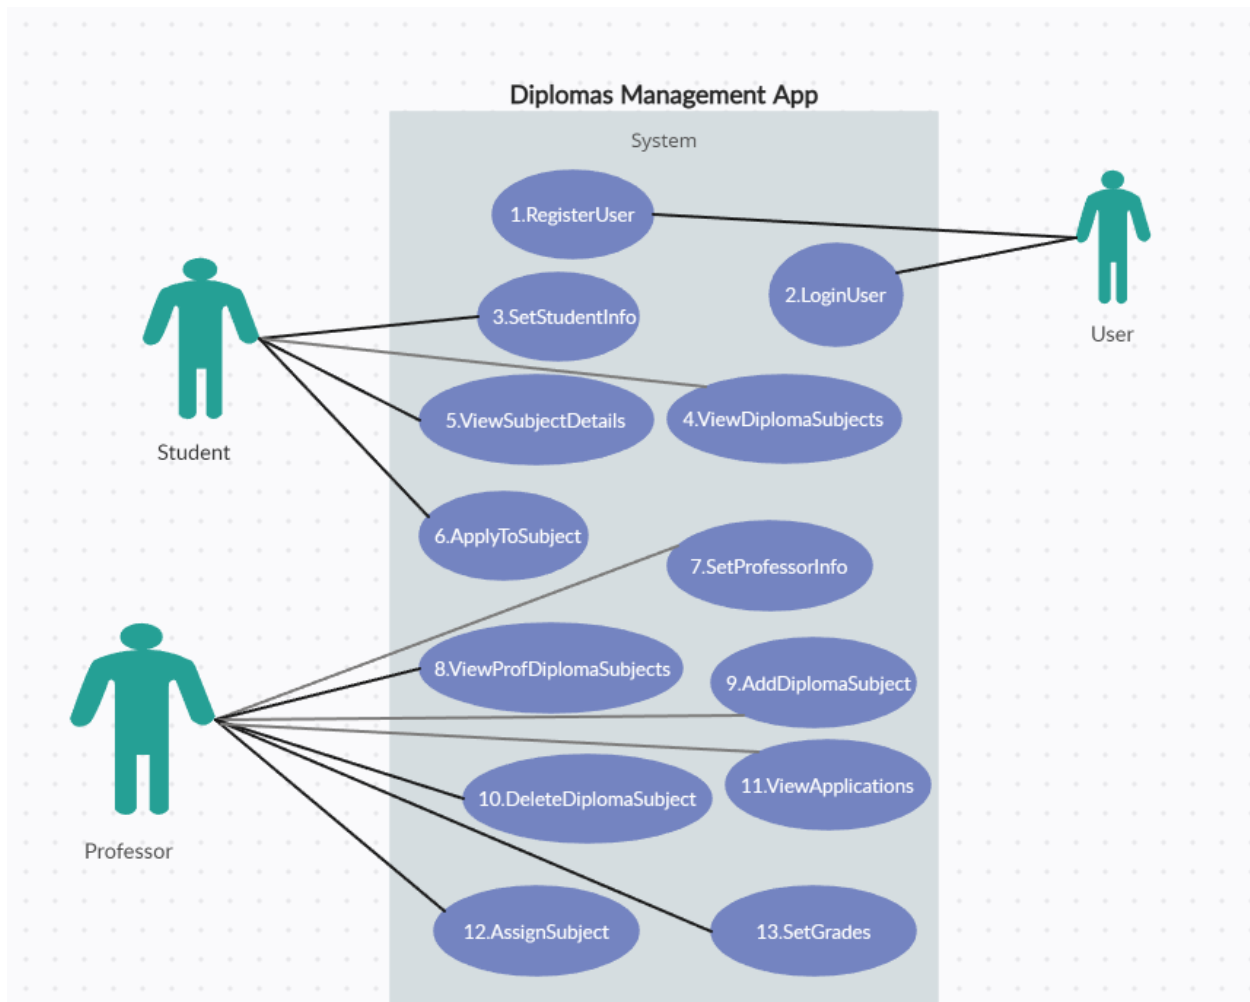 Diplomas Management App
System
1.RegisterUser
2.LoginUser
User
3.SetStudentInfo
Student
5.ViewSubjectDetails
4.ViewDiplomaSubjects
6.ApplyToSubject
7.SetProfessorInfo
8.ViewProfDiplomaSubjects
9.AddDiplomaSubject
10.DeleteDiplomaSubject
11.ViewApplications
Professor
12.AssignSubject
13.SetGrades